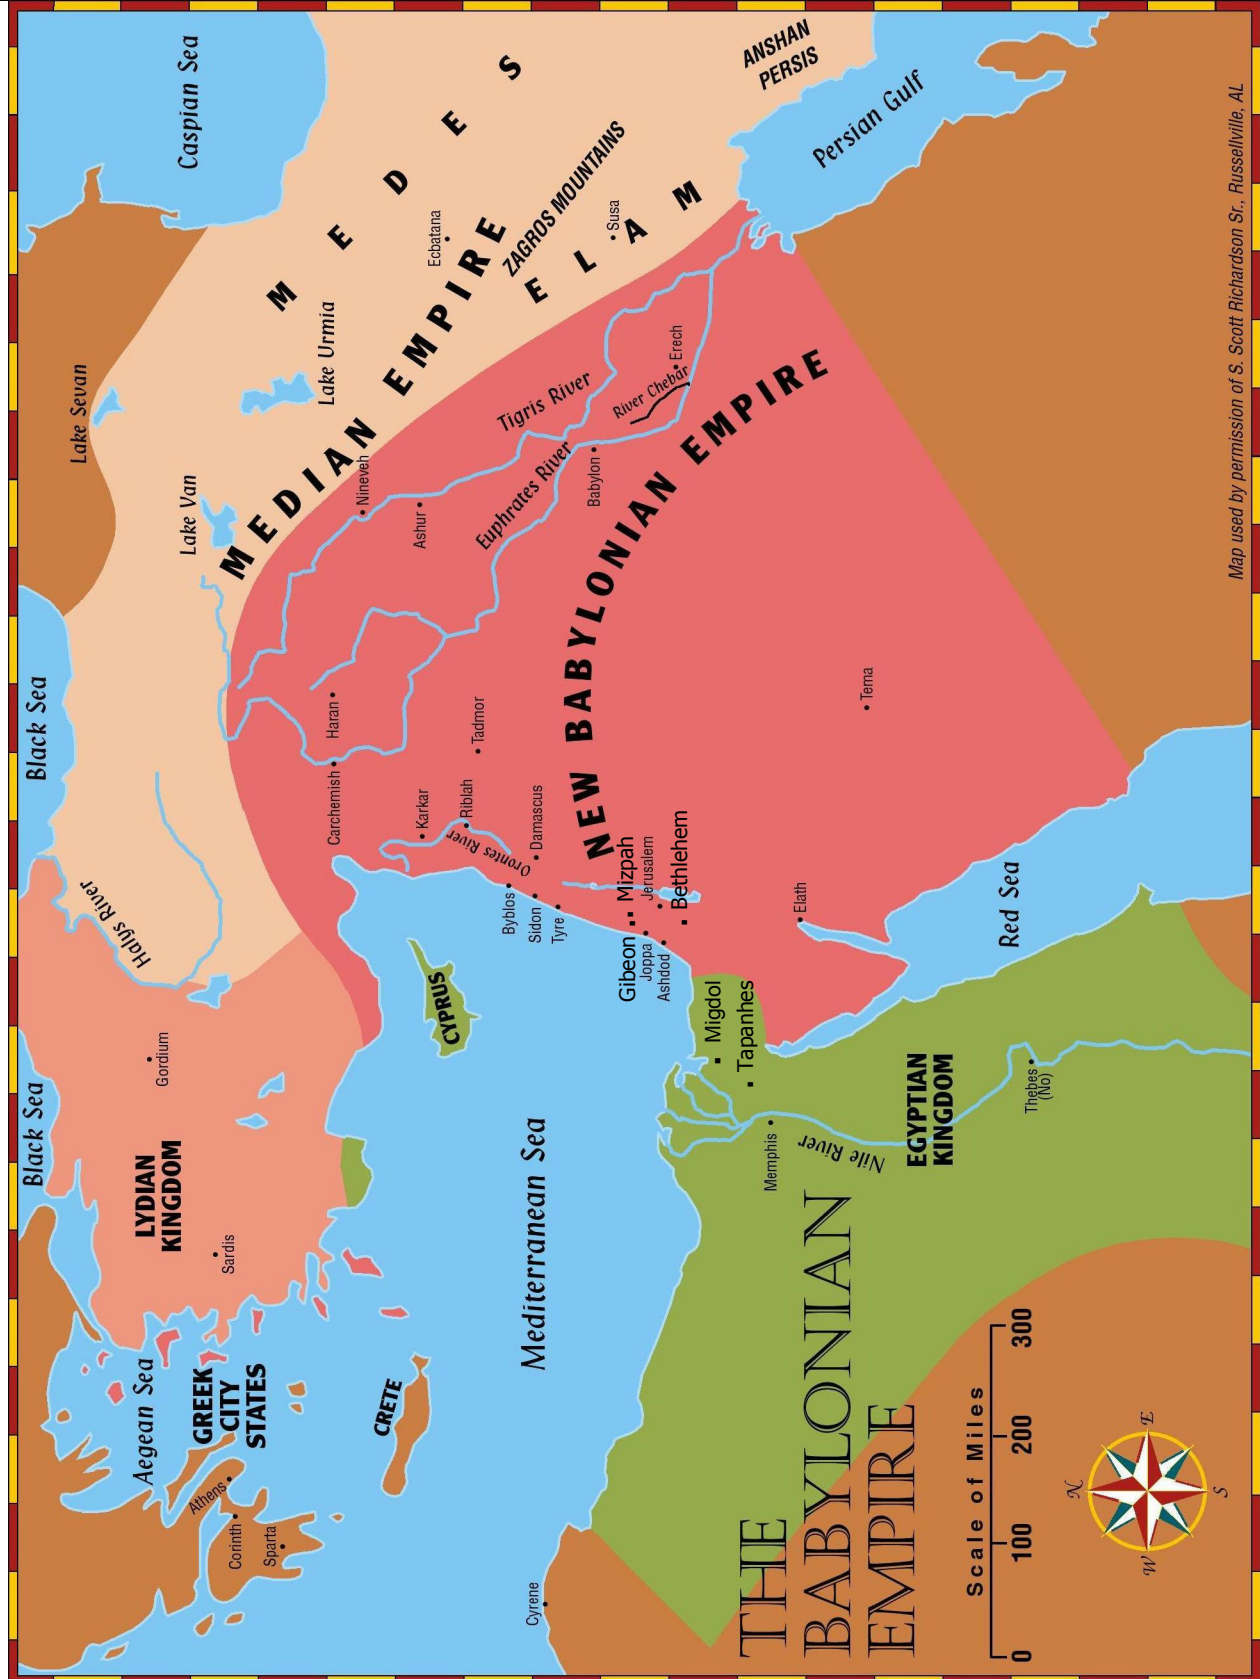 Black Sea
Black Sea
Caspian Sea
Lake Sevan
Lake Van
Lake Urmia
Hallys River
MEDES
MEDIAN EMPIRE
Ecbatana
ZAGROS MOUNTAINS
ELAM
Susa
ANSHAN
PERSIS
Persian Gulf
LYDIAN
KINGDOM
Gordium
Sardis
Aegean Sea
GREEK
CITY
STATES
Athens
Corinth
Sparta
CRETE
CYPRUS
Mediterranean Sea
Cyrene
Nineveh
Ashur
Tigris River
Euphrates River
River Chebar
Erech
Babylon
NEW BABYLONIAN EMPIRE
Haran
Carchemish
Tadmor
Karkar
Riblah
Orontes River
Damascus
Byblos
Sidon
Tyre
Gibeon
Mizpah
Joppa
Jerusalem
Ashdod
Bethlehem
Migdol
Tapanhes
Elath
Tema
Red Sea
Memphis
Nile River
EGYPTIAN
KINGDOM
Thebes
(No)
THE
BABYLONIAN
EMPIRE
Scale of Miles
0 100 200 300
N
W E
S
Map used by permission of S. Scott Richardson Sr., Russellville, AL